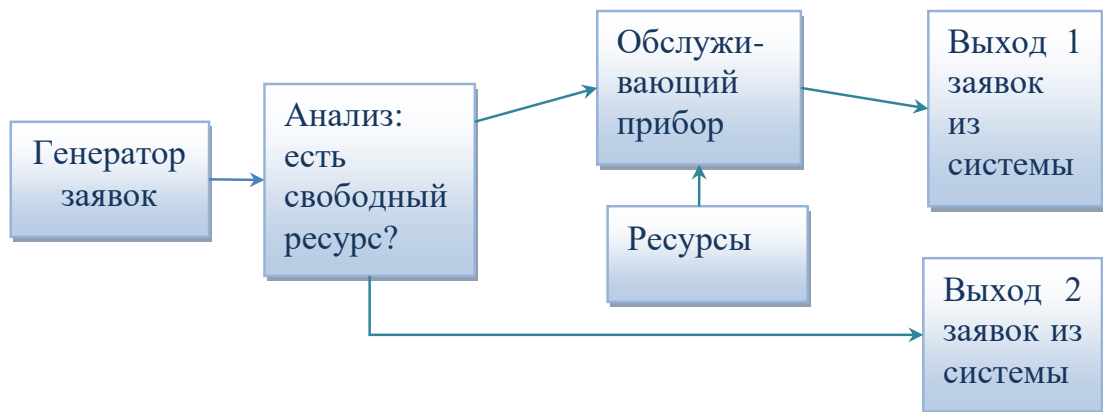 Генератор
заявок
Анализ:
есть
свободный
ресурс?
Обслужи-
вающий
прибор
Ресурсы
Выход 1
заявок
из
системы
Выход 2
заявок из
системы